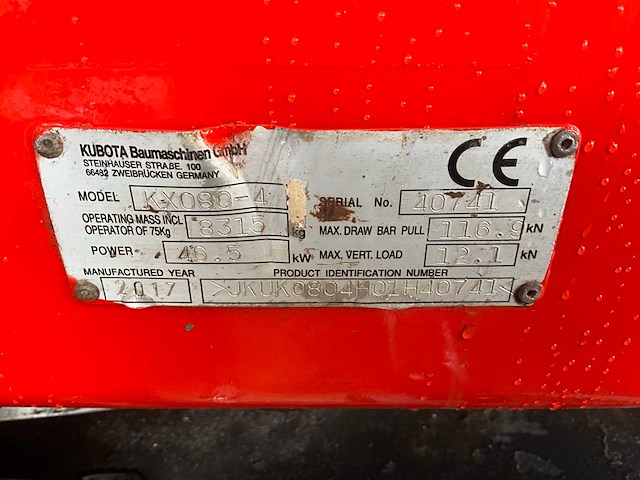 KUBOTA Baumaschinen GmbH
STEINHAUSER STRAßE. 100
66482 ZWEIBRÜCKEN GERMANY
CE
MODEL KX080-4 SERIAL No. 40741
OPERATING MASS INCL. OPERATOR OF 75Kg 8315 kg MAX. DRAW BAR PULL 116.9 kN
POWER 46.5 kW MAX. VERT. LOAD 12.1 kN
MANUFACTURED YEAR PRODUCT IDENTIFICATION NUMBER
2017 >JKUK0804H01H40741<